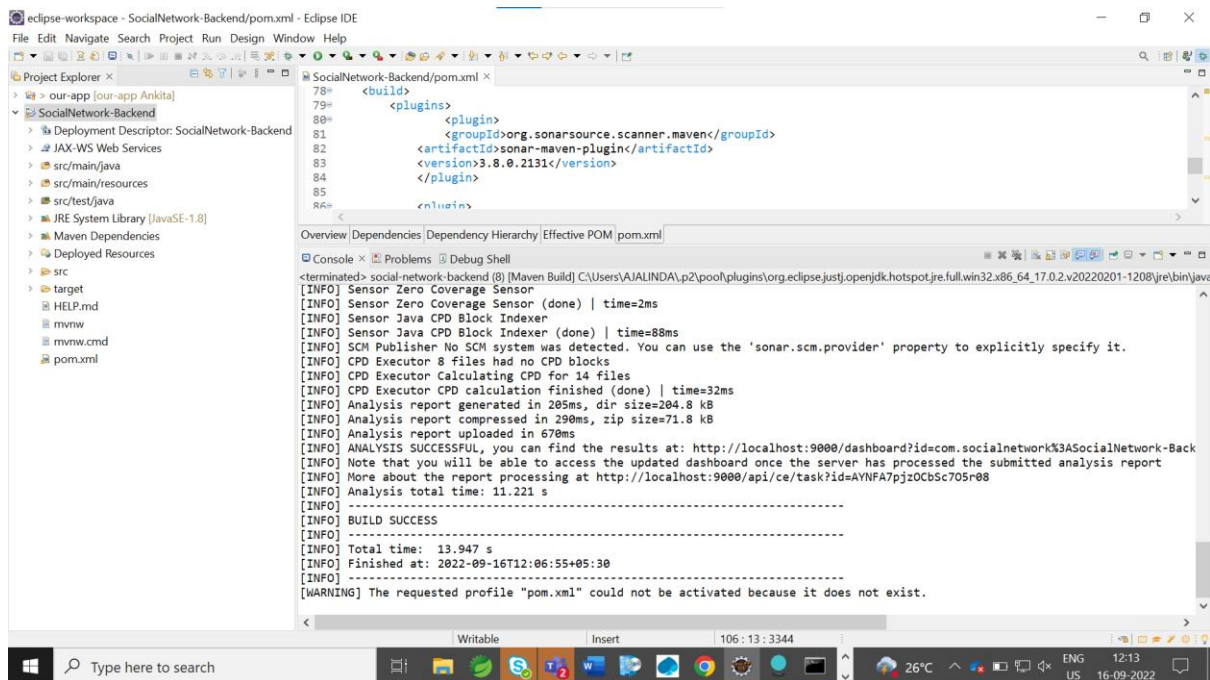 eclipse-workspace - SocialNetwork-Backend/pom.xml - Eclipse IDE
File Edit Navigate Search Project Run Design Window Help
Project Explorer
> our-app [our-app Ankita]
SocialNetwork-Backend
Deployment Descriptor: SocialNetwork-Backend
JAX-WS Web Services
src/main/java
src/main/resources
src/test/java
JRE System Library [JavaSE-1.8]
Maven Dependencies
Deployed Resources
src
target
HELP.md
mvnw
mvnw.cmd
pom.xml
SocialNetwork-Backend/pom.xml
78 <build>
79 <plugins>
80 <plugin>
81 <groupId>org.sonarsource.scanner.maven</groupId>
82 <artifactId>sonar-maven-plugin</artifactId>
83 <version>3.8.0.2131</version>
84 </plugin>
85
86 <plugin>
Overview Dependencies Dependency Hierarchy Effective POM pom.xml
Console Problems Debug Shell
<terminated> social-network-backend (8) [Maven Build] C:\Users\AJALINDA\.p2\pool\plugins\org.eclipse.justj.openjdk.hotspot.jre.full.win32.x86_64_17.0.2.v20220201-1208\jre\bin\java
[INFO] Sensor Zero Coverage Sensor
[INFO] Sensor Zero Coverage Sensor (done) | time=2ms
[INFO] Sensor Java CPD Block Indexer
[INFO] Sensor Java CPD Block Indexer (done) | time=88ms
[INFO] SCM Publisher No SCM system was detected. You can use the 'sonar.scm.provider' property to explicitly specify it.
[INFO] CPD Executor 8 files had no CPD blocks
[INFO] CPD Executor Calculating CPD for 14 files
[INFO] CPD Executor CPD calculation finished (done) | time=32ms
[INFO] Analysis report generated in 205ms, dir size=204.8 kB
[INFO] Analysis report compressed in 290ms, zip size=71.8 kB
[INFO] Analysis report uploaded in 670ms
[INFO] ANALYSIS SUCCESSFUL, you can find the results at: http://localhost:9000/dashboard?id=com.socialnetwork%3ASocialNetwork-Back
[INFO] Note that you will be able to access the updated dashboard once the server has processed the submitted analysis report
[INFO] More about the report processing at http://localhost:9000/api/ce/task?id=AYNFA7pjzOCbSc7O5r08
[INFO] Analysis total time: 11.221 s
[INFO] ------------------------------------------------------------------------
[INFO] BUILD SUCCESS
[INFO] ------------------------------------------------------------------------
[INFO] Total time:  13.947 s
[INFO] Finished at: 2022-09-16T12:06:55+05:30
[INFO] ------------------------------------------------------------------------
[WARNING] The requested profile "pom.xml" could not be activated because it does not exist.
Writable Insert 106 : 13 : 3344
Type here to search
26°C
ENG
US
12:13
16-09-2022